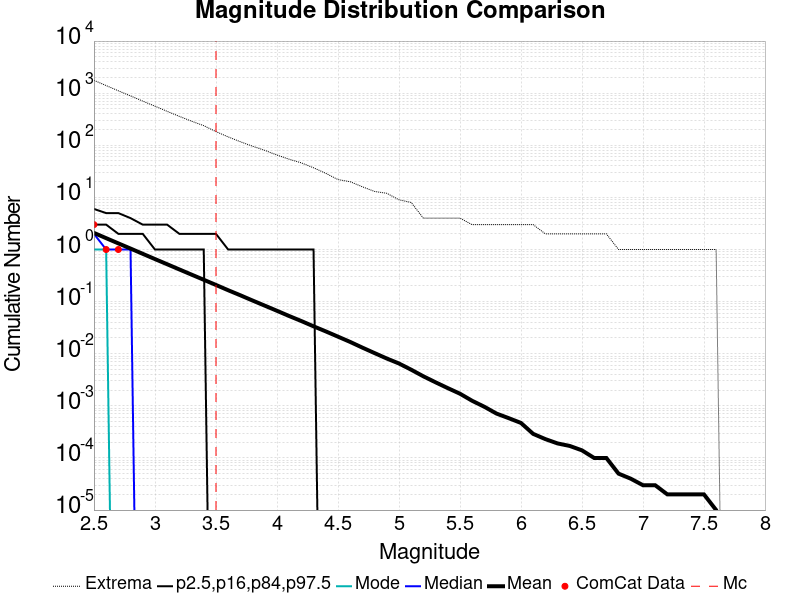 Magnitude Distribution Comparison
10^4
10^3
10^2
10^1
10^0
10^-1
10^-2
10^-3
10^-4
10^-5
Cumulative Number
2.5 3 3.5 4 4.5 5 5.5 6 6.5 7 7.5 8
Magnitude
Extrema p2.5,p16,p84,p97.5 Mode Median Mean ComCat Data Mc